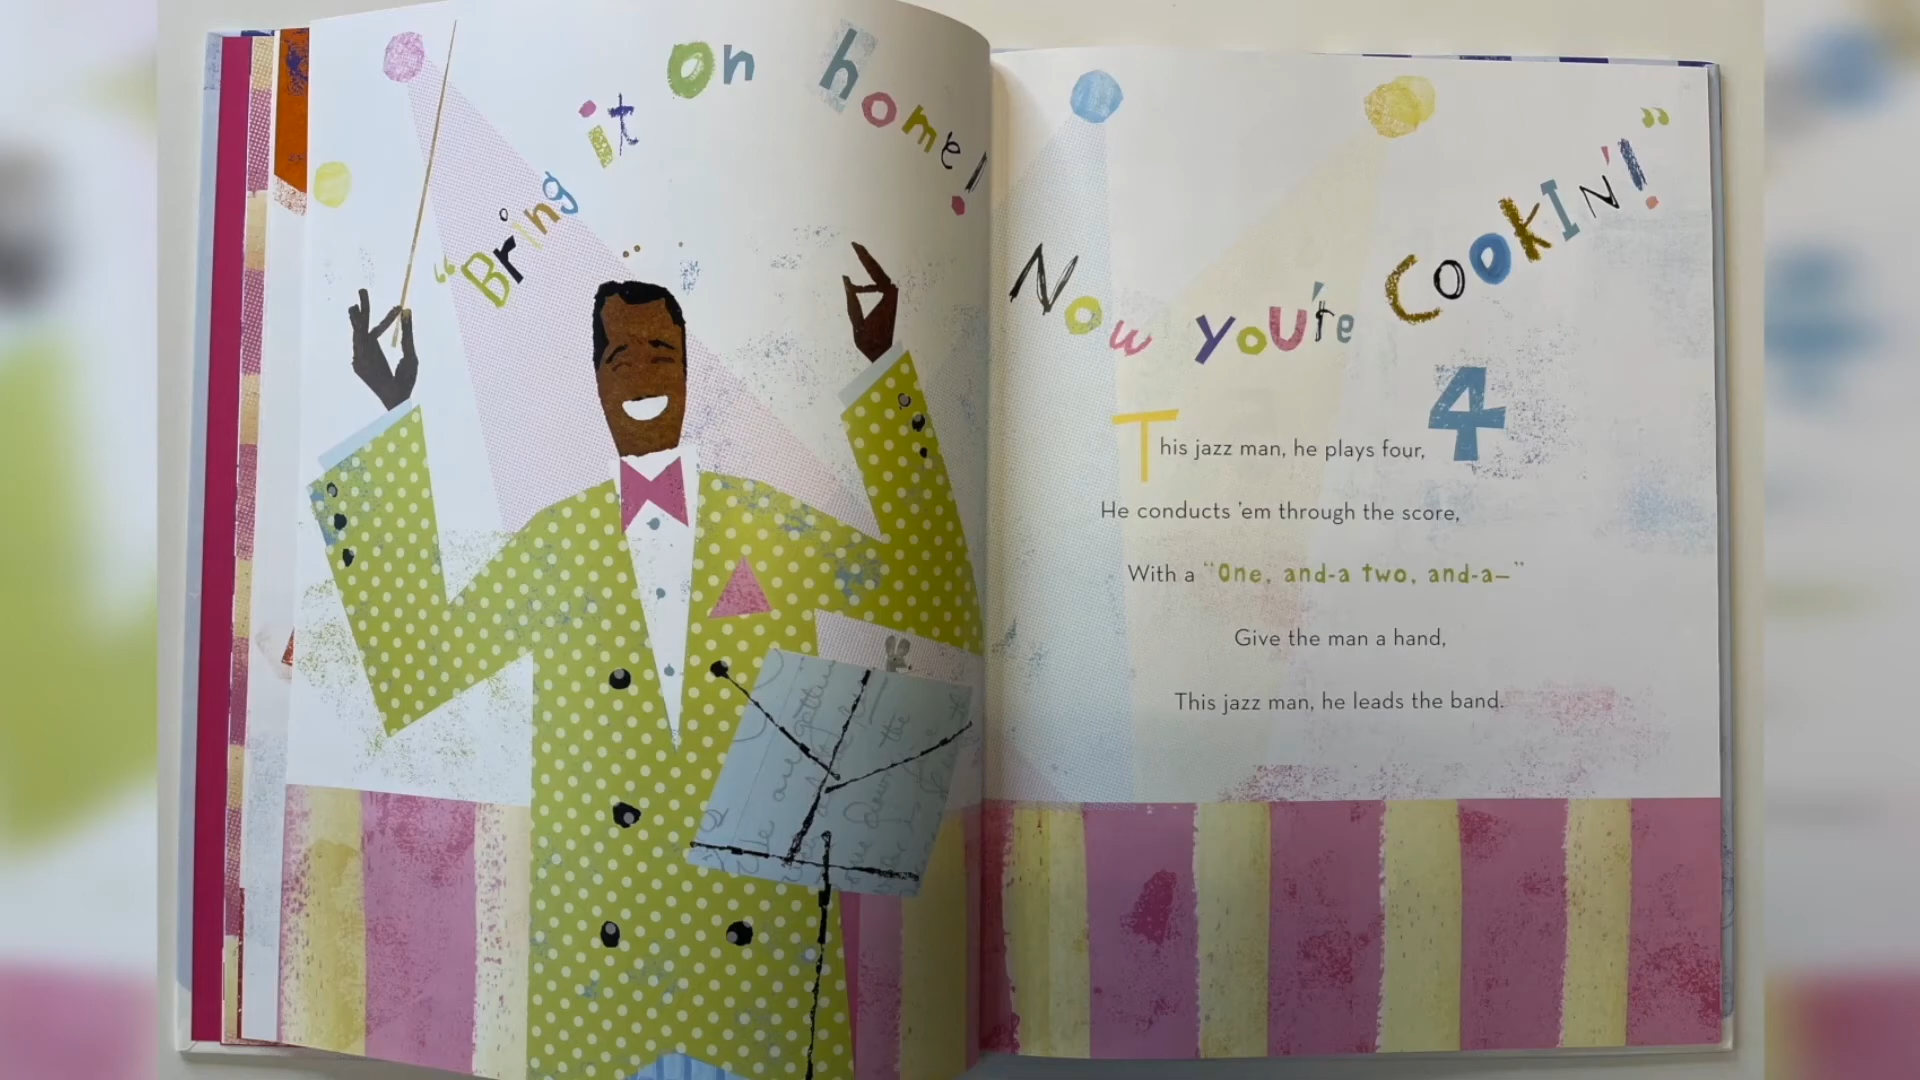 “Bring it on home!
Now you're CookIN'!”
4
This jazz man, he plays four,
He conducts 'em through the score,
With a “One, and-a two, and-a—”
Give the man a hand,
This jazz man, he leads the band.